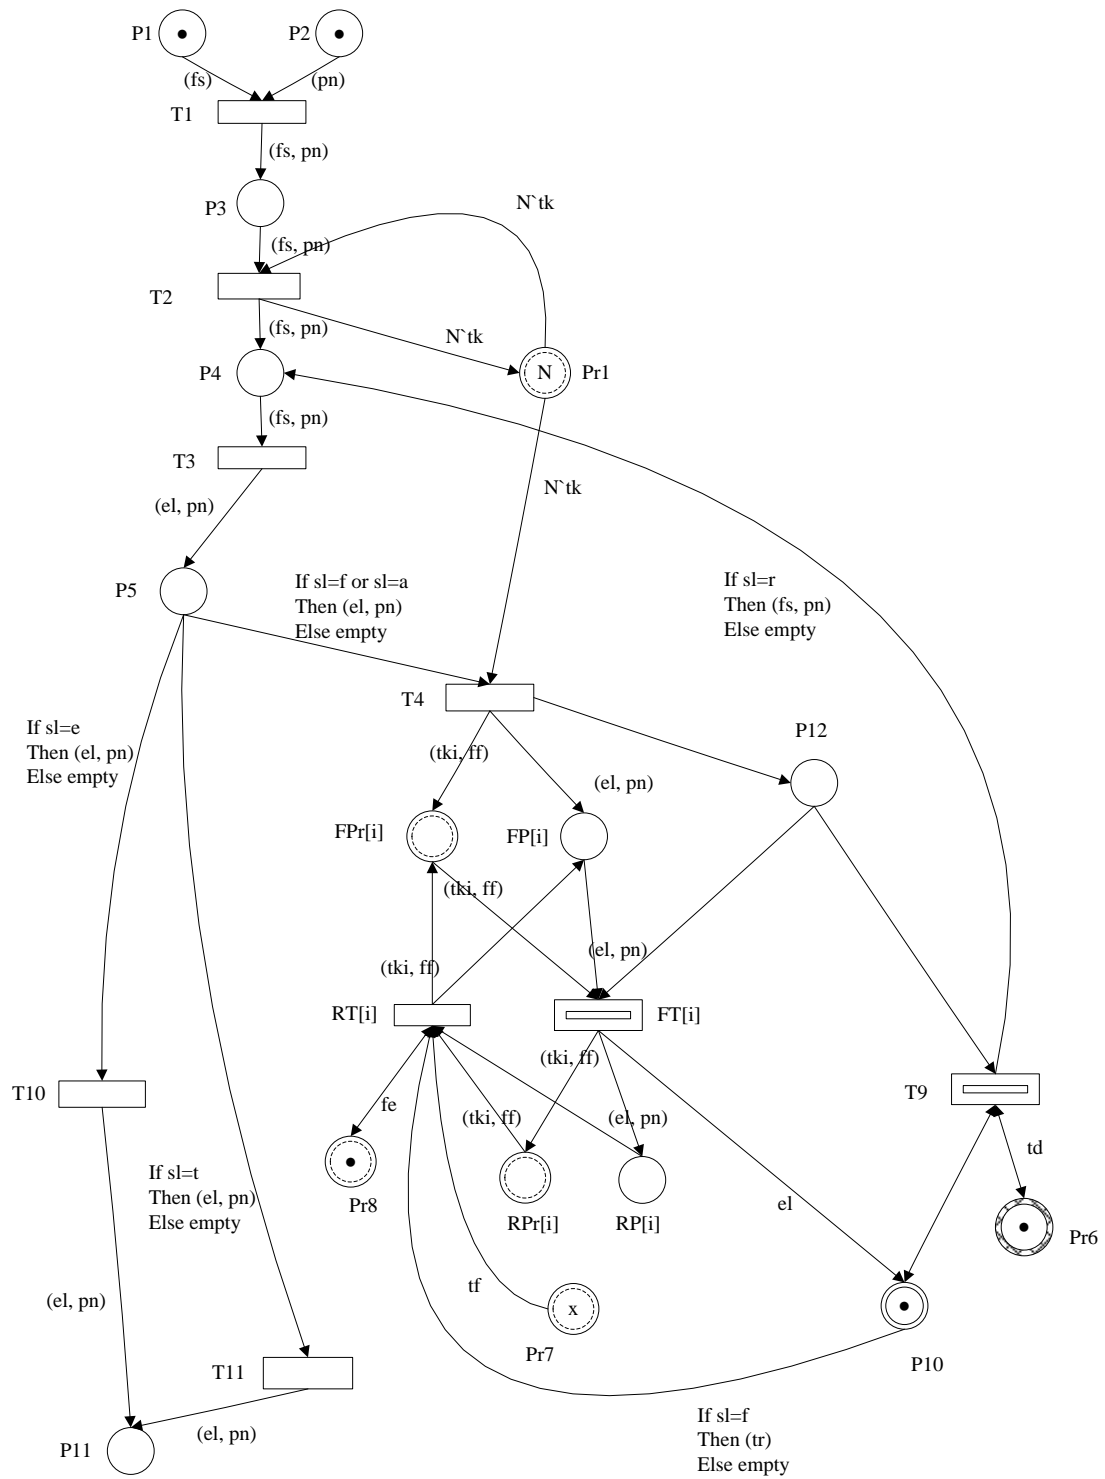 P1
P2
(fs)
(pn)
T1
(fs, pn)
P3
N`tk
(fs, pn)
T2
(fs, pn)
N`tk
P4
N
Pr1
(fs, pn)
T3
N`tk
(el, pn)
P5
If sl=f or sl=a
Then (el, pn)
Else empty
If sl=r
Then (fs, pn)
Else empty
T4
If sl=e
Then (el, pn)
Else empty
P12
(tki, ff)
(el, pn)
FPr[i]
FP[i]
(tki, ff)
(el, pn)
(tki, ff)
RT[i]
FT[i]
(tki, ff)
T10
T9
fe
(tki, ff)
(el, pn)
td
If sl=t
Then (el, pn)
Else empty
Pr8
RPr[i]
RP[i]
el
Pr6
tf
x
(el, pn)
Pr7
P10
T11
If sl=f
Then (tr)
Else empty
(el, pn)
P11